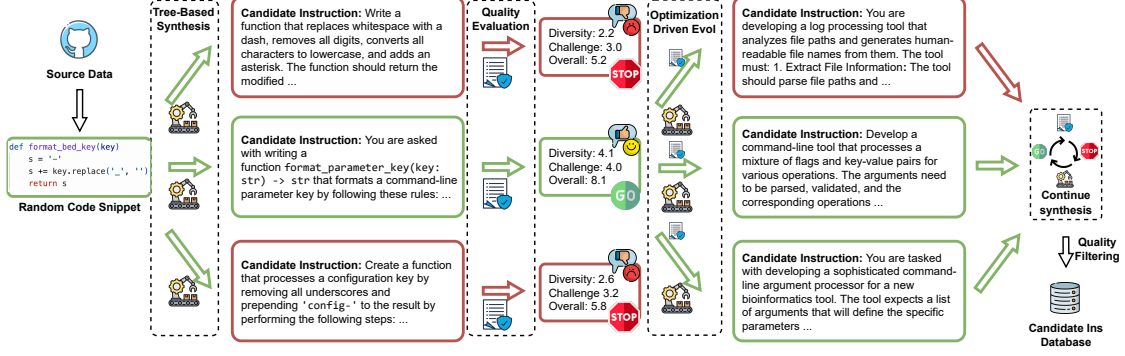 Source Data
def format_bed_key(key)
s = '-'
s += key.replace('_', '')
return s
Random Code Snippet
Tree-Based
Synthesis
Candidate Instruction: Write a
function that replaces whitespace with a
dash, removes all digits, converts all
characters to lowercase, and adds an
asterisk. The function should return the
modified ...
Candidate Instruction: You are asked
with writing a
function format_parameter_key(key:
str) -> str that formats a command-line
parameter key by following these rules: ...
Candidate Instruction: Create a function
that processes a configuration key by
removing all underscores and
prepending 'config-' to the result by
performing the following steps: ...
Quality
Evaluation
Diversity: 2.2
Challenge: 3.0
Overall: 5.2
STOP
Diversity: 4.1
Challenge: 4.0
Overall: 8.1
GO
Diversity: 2.6
Challenge 3.2
Overall: 5.8
STOP
Optimization
Driven Evol
Candidate Instruction: You are
developing a log processing tool that
analyzes file paths and generates human-
readable file names from them. The tool
must: 1. Extract File Information: The tool
should parse file paths and ...
Candidate Instruction: Develop a
command-line tool that processes a
mixture of flags and key-value pairs for
various operations. The arguments need
to be parsed, validated, and the
corresponding operations ...
Candidate Instruction: You are tasked
with developing a sophisticated command-
line argument processor for a new
bioinformatics tool. The tool expects a list
of arguments that will define the specific
parameters ...
GO
STOP
Continue
synthesis
Quality
Filtering
Candidate Ins
Database